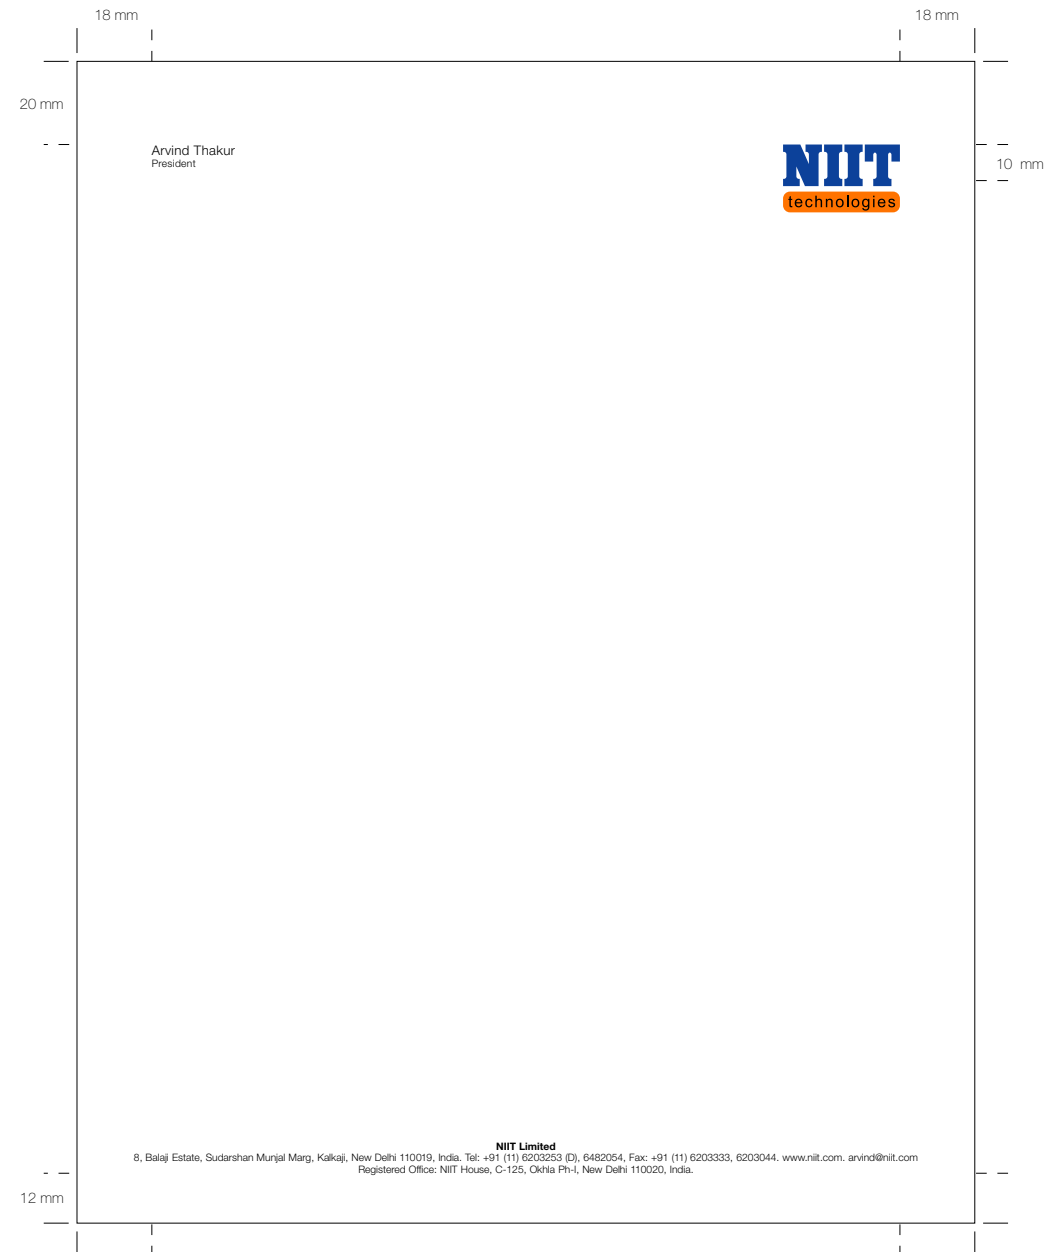 18 mm
18 mm
20 mm
Arvind Thakur
President
NIIT
technologies
10 mm
NIIT Limited
8, Balaji Estate, Sudarshan Munjal Marg, Kalkaji, New Delhi 110019, India. Tel: +91 (11) 6203253 (D), 6482054, Fax: +91 (11) 6203333, 6203044. www.niit.com. arvind@niit.com
Registered Office: NIIT House, C-125, Okhla Ph-I, New Delhi 110020, India.
12 mm